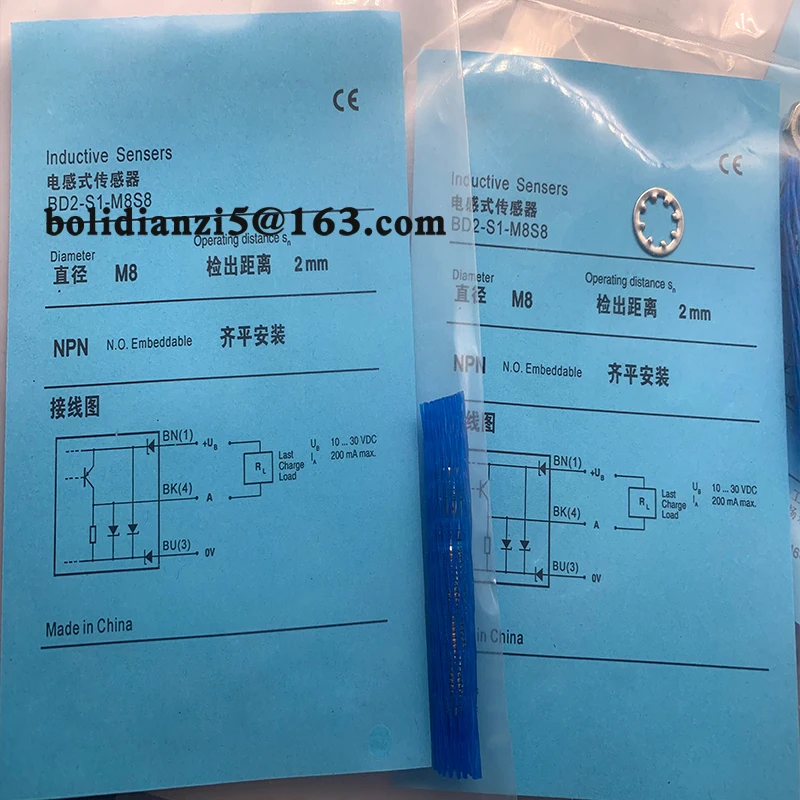 CE
Inductive Sensers
电感式传感器
BD2-S1-M8S8
bolidianzi5@163.com
Diameter Operating distance sn
直径 M8 检出距离 2mm
NPN N.O. Embeddable 齐平安装
接线图
BN(1) +UB
RL Last Charge Load
UB 10 ... 30 VDC
IA 200 mA max.
BK(4) A
BU(3) 0V
Made in China
CE
Inductive Sensers
电感式传感器
BD2-S1-M8S8
Diameter Operating distance sn
直径 M8 检出距离 2mm
NPN N.O. Embeddable 齐平安装
线图
BN(1) +UB
RL Last Charge Load
UB 10 ... 30 VDC
IA 200 mA max.
BK(4) A
BU(3) 0V
in China